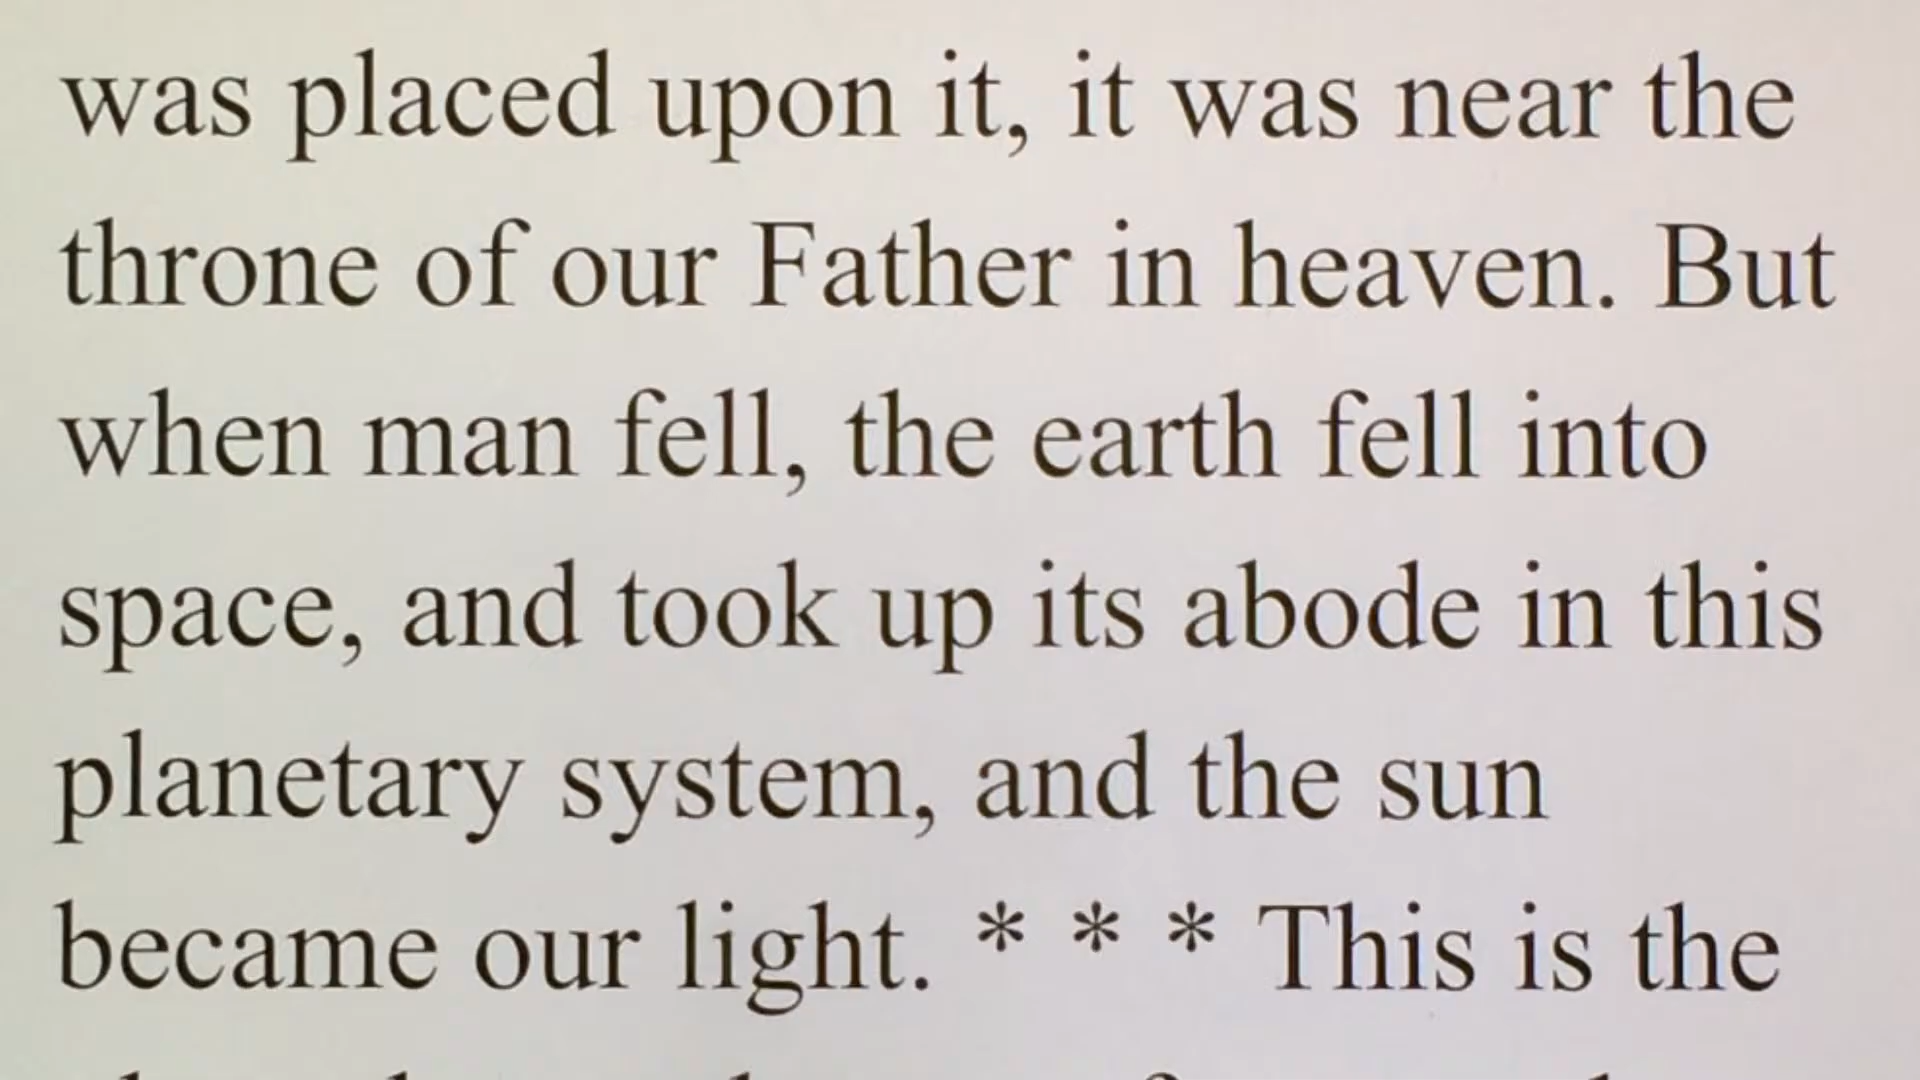 was placed upon it, it was near the
throne of our Father in heaven. But
when man fell, the earth fell into
space, and took up its abode in this
planetary system, and the sun
became our light. * * * This is the